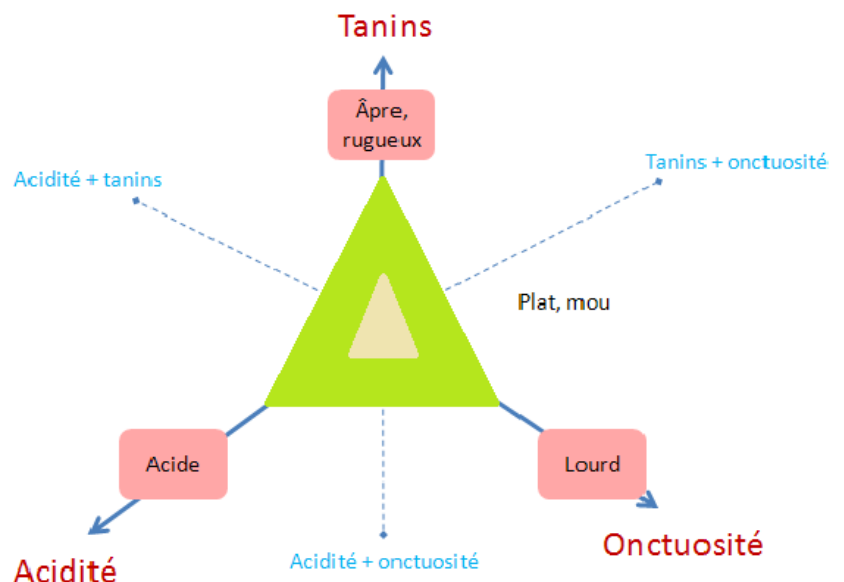 Tanins
Âpre,
rugueux
Acidité + tanins
Tanins + onctuosité
Plat, mou
Acide
Lourd
Acidité
Acidité + onctuosité
Onctuosité